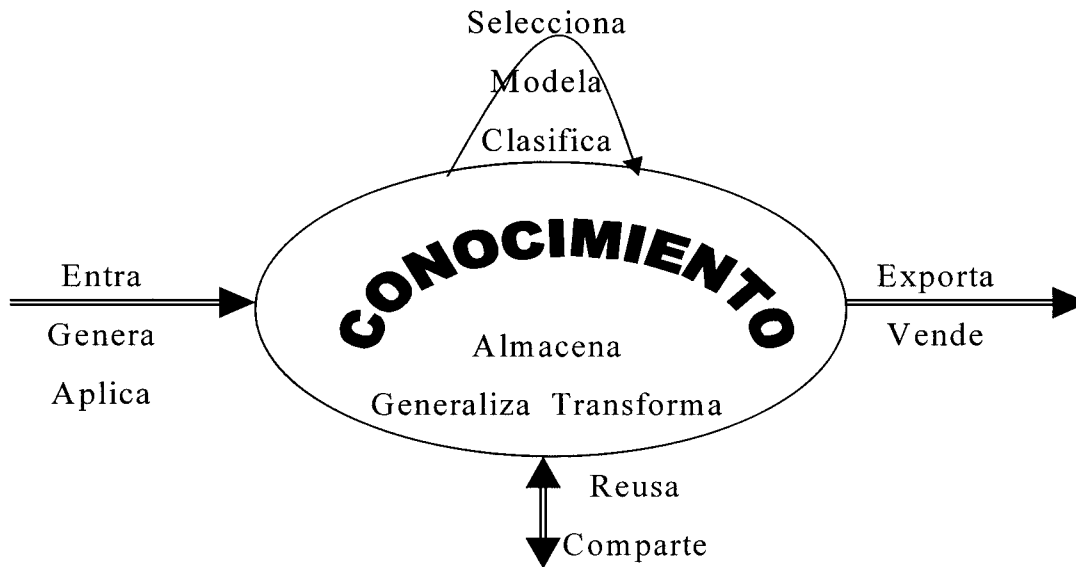 Selecciona
Modela
Clasifica
CONOCIMIENTO
Entra
Genera
Aplica
Almacena
Generaliza Transforma
Exporta
Vende
Reusa
Comparte